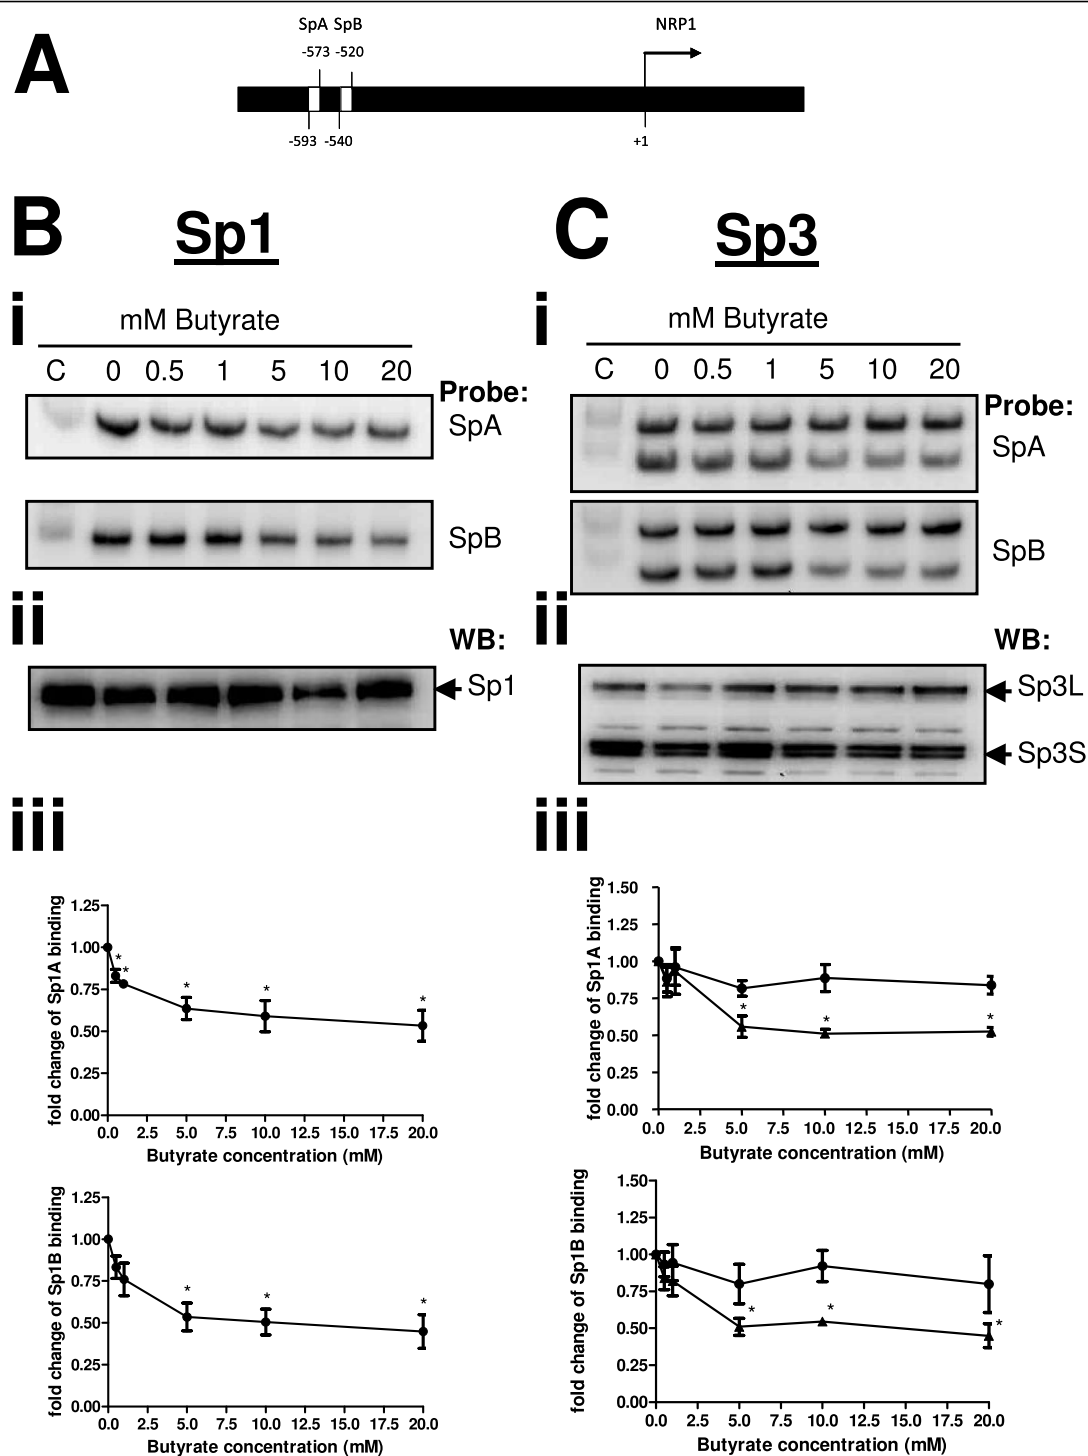 A
SpA SpB
-573 -520
NRP1
-593 -540
+1
B
Sp1
i
mM Butyrate
C 0 0.5 1 5 10 20
Probe:
SpA
SpB
ii
WB:
Sp1
iii
fold change of Sp1A binding
1.25
1.00
0.75
0.50
0.25
0.00
* * * * *
0.0 2.5 5.0 7.5 10.0 12.5 15.0 17.5 20.0
Butyrate concentration (mM)
fold change of Sp1B binding
1.25
1.00
0.75
0.50
0.25
0.00
* * *
0.0 2.5 5.0 7.5 10.0 12.5 15.0 17.5 20.0
Butyrate concentration (mM)
C
Sp3
i
mM Butyrate
C 0 0.5 1 5 10 20
Probe:
SpA
SpB
ii
WB:
Sp3L
Sp3S
iii
fold change of Sp1A binding
1.50
1.25
1.00
0.75
0.50
0.25
0.00
* * *
0.0 2.5 5.0 7.5 10.0 12.5 15.0 17.5 20.0
Butyrate concentration (mM)
fold change of Sp1B binding
1.50
1.25
1.00
0.75
0.50
0.25
0.00
* * *
0.0 2.5 5.0 7.5 10.0 12.5 15.0 17.5 20.0
Butyrate concentration (mM)